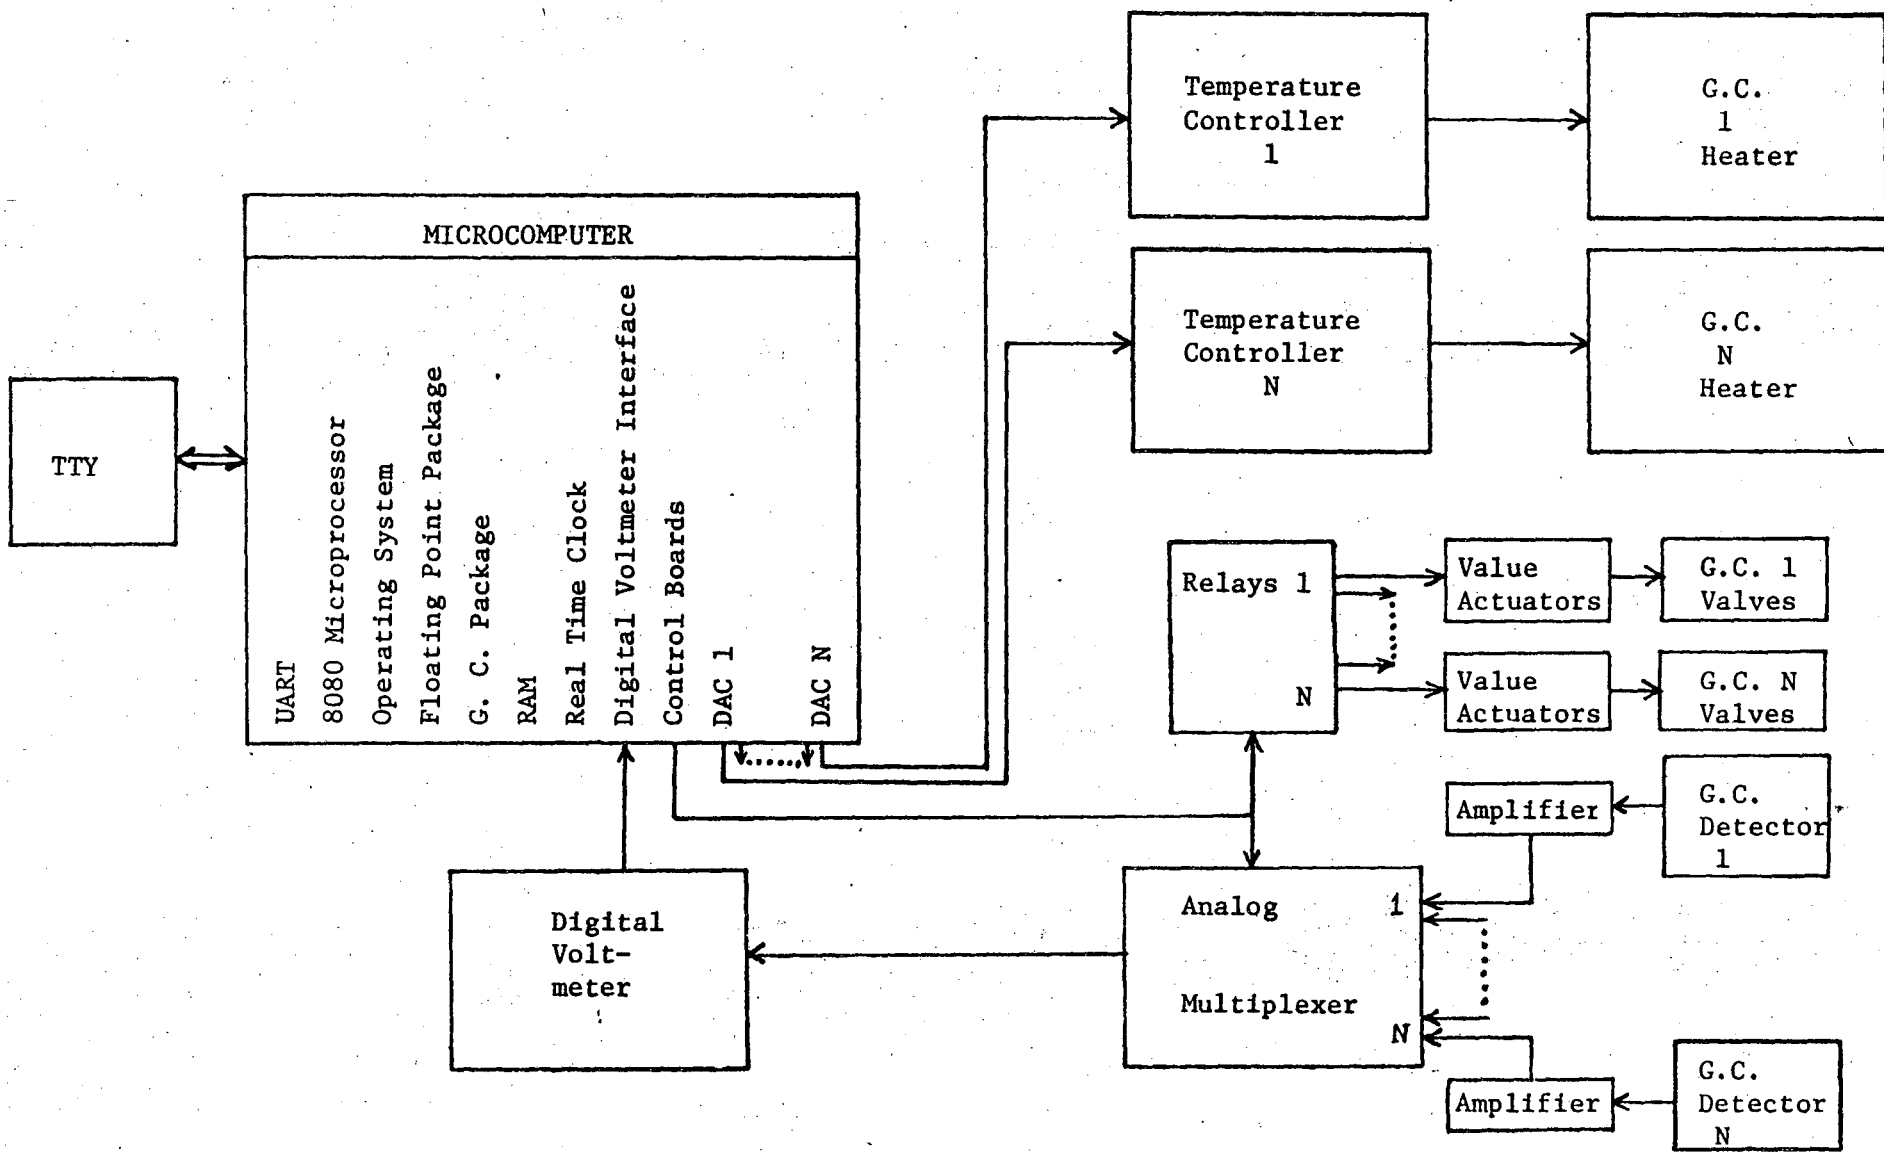 Temperature
Controller
1
G.C.
1
Heater
MICROCOMPUTER
Temperature
Controller
N
G.C.
N
Heater
TTY
UART
8080 Microprocessor
Operating System
Floating Point Package
G. C. Package
RAM
Real Time Clock
Digital Voltmeter Interface
Control Boards
DAC 1
DAC N
Relays 1
N
Value
Actuators
G.C. 1
Valves
Value
Actuators
G.C. N
Valves
Amplifier
G.C.
Detector
1
Digital
Volt-
meter
Analog 1
Multiplexer
N
Amplifier
G.C.
Detector
N